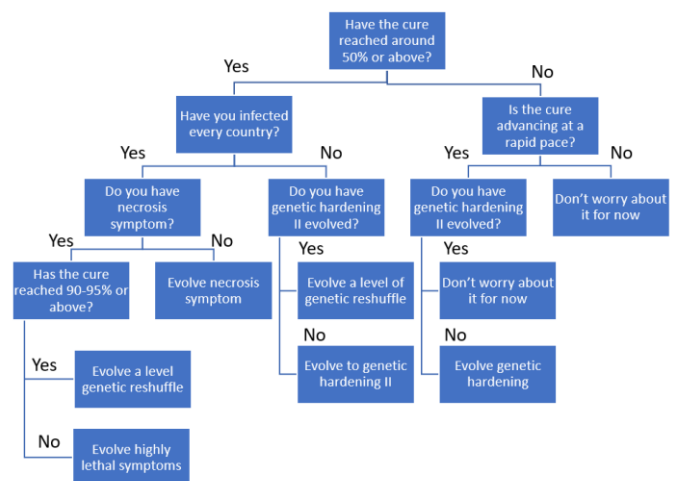 Have the cure
reached around
50% or above?
Yes
No
Have you infected
every country?
Is the cure
advancing at a
rapid pace?
Yes
No
Yes
No
Do you have
necrosis
symptom?
Do you have
genetic hardening
II evolved?
Do you have
genetic hardening
II evolved?
Don’t worry about
it for now
Yes
No
Yes
Yes
Has the cure
reached 90-95% or
above?
Evolve necrosis
symptom
Evolve a level of
genetic reshuffle
Don’t worry about
it for now
No
No
Yes
Evolve a level
genetic reshuffle
Evolve to genetic
hardening II
Evolve genetic
hardening
No
Evolve highly
lethal symptoms